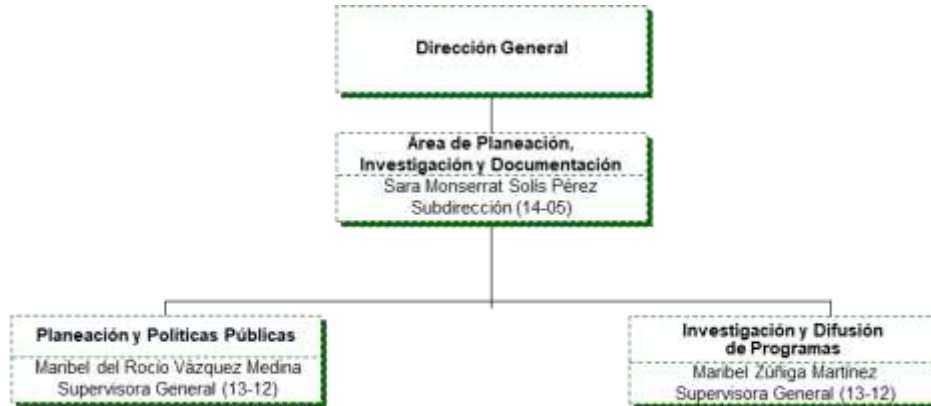 Dirección General
Área de Planeación,
Investigación y Documentación
Sara Monserrat Solís Pérez
Subdirección (14-05)
Planeación y Políticas Públicas
Maribel del Rocío Vázquez Medina
Supervisora General (13-12)
Investigación y Difusión
de Programas
Maribel Zúñiga Martínez
Supervisora General (13-12)